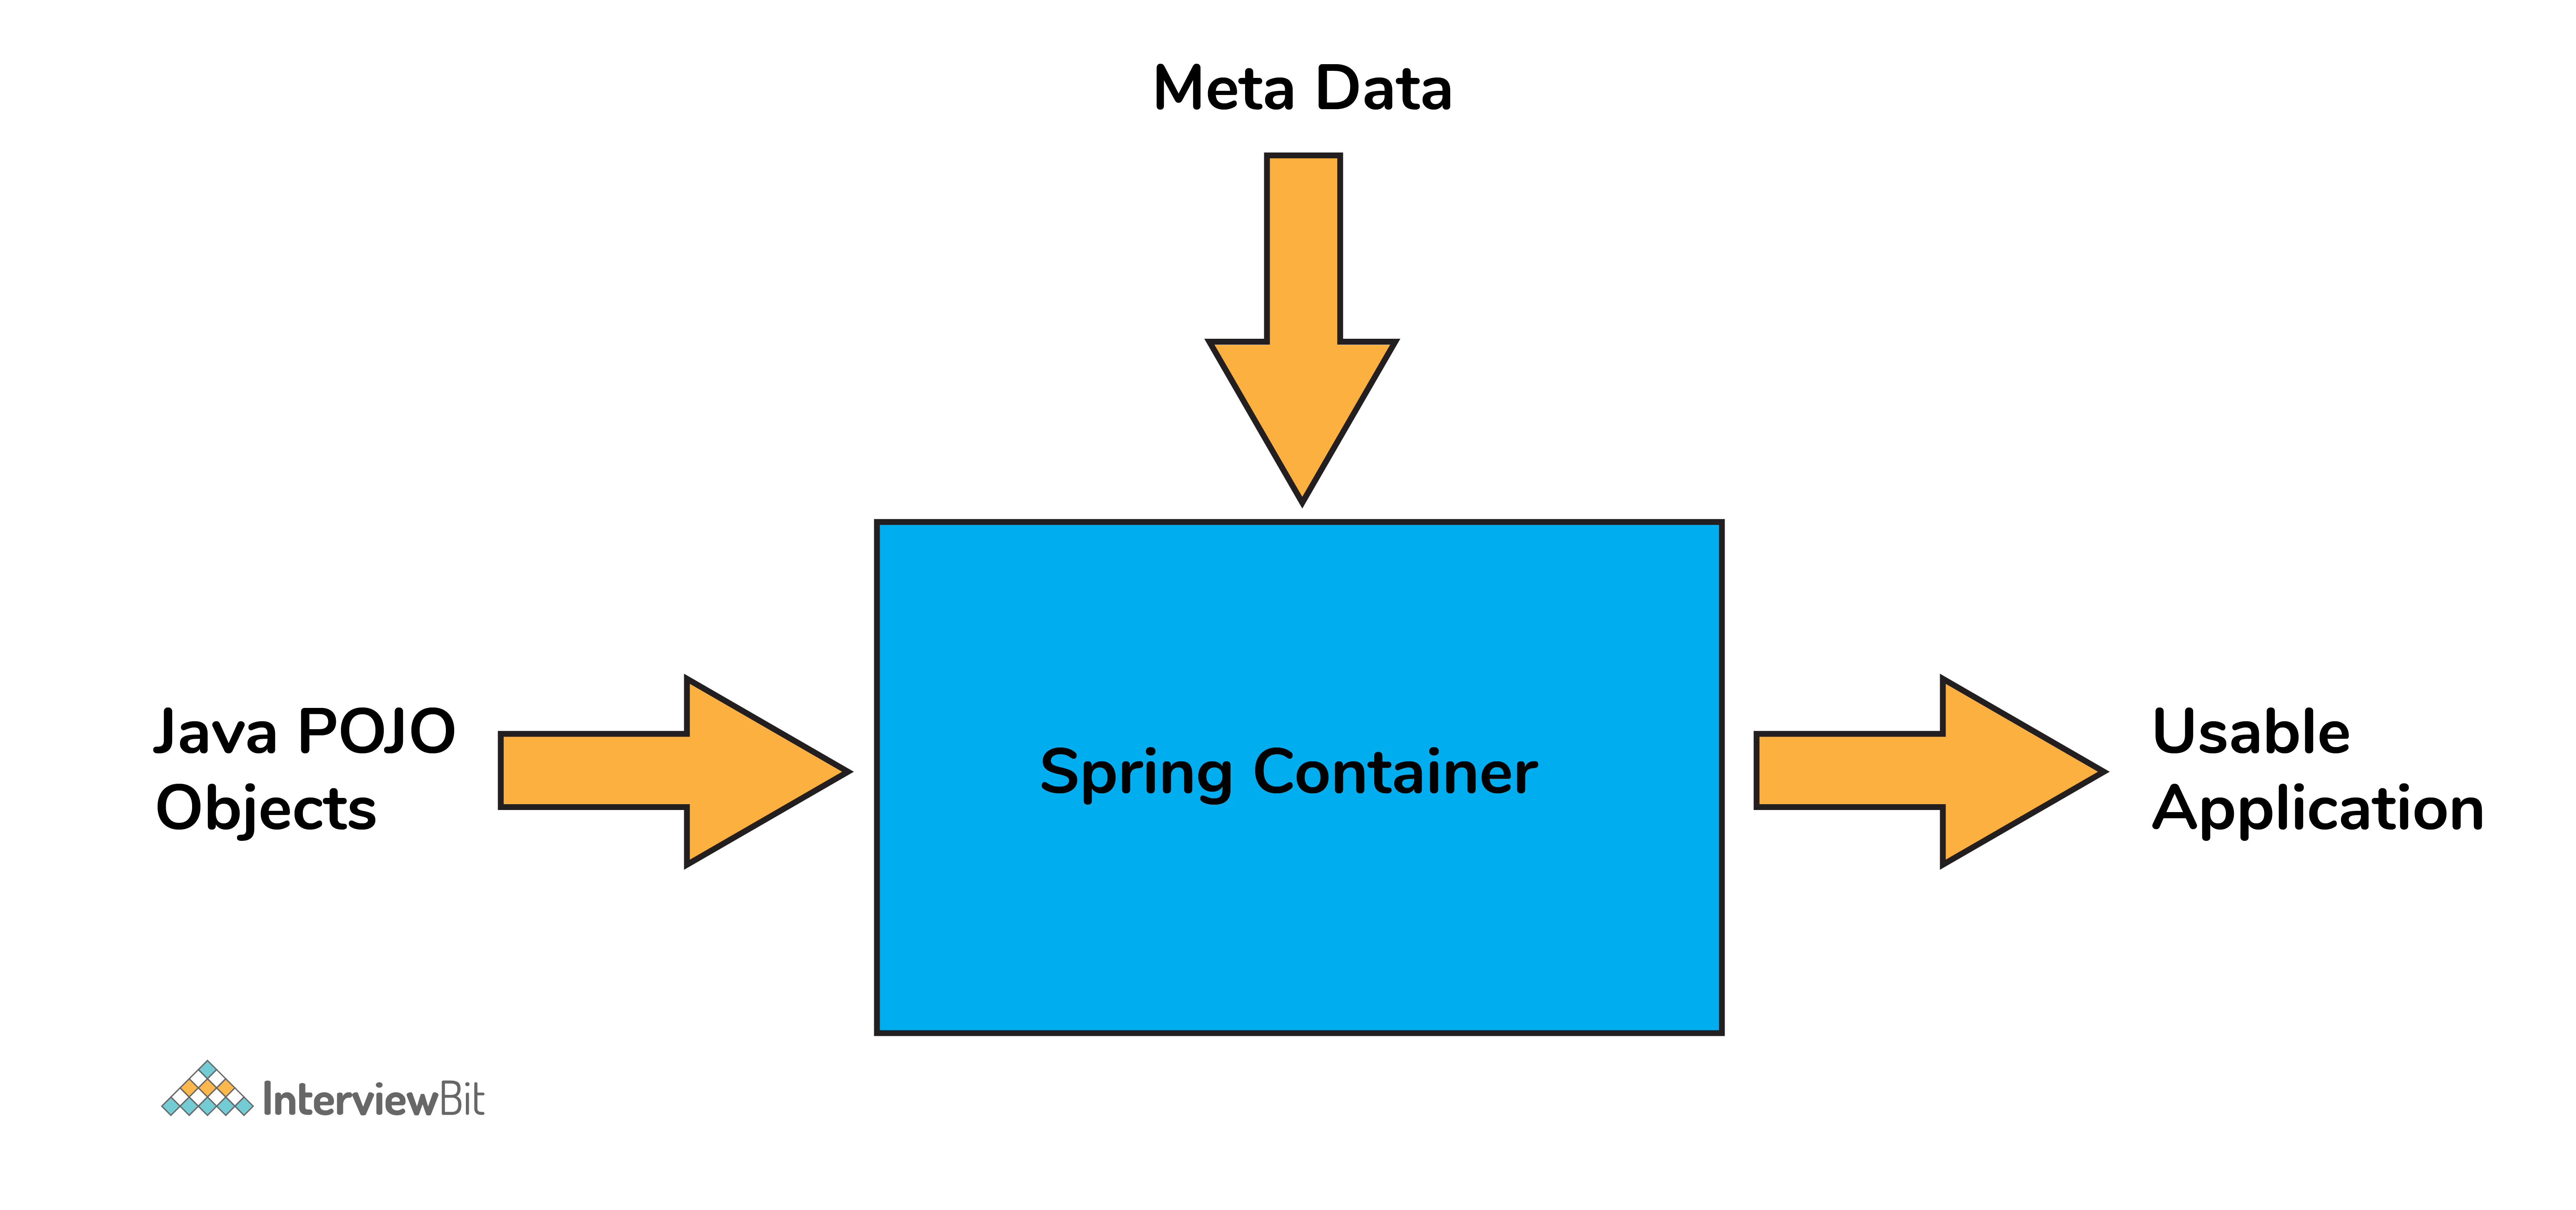 Meta Data
Java POJO
Objects
Spring Container
Usable
Application
InterviewBit